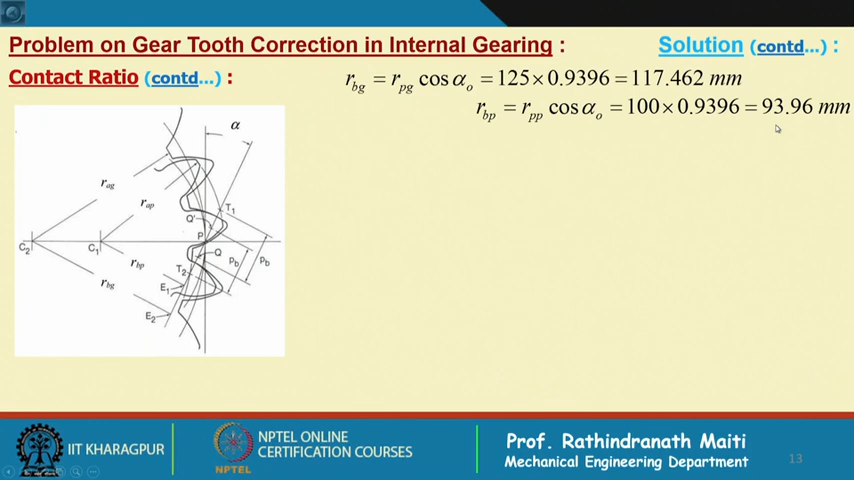 Problem on Gear Tooth Correction in Internal Gearing : Solution (contd...) :
Contact Ratio (contd...) :
r_bg = r_pg cos α_o = 125 × 0.9396 = 117.462 mm
r_bp = r_pp cos α_o = 100 × 0.9396 = 93.96 mm
α
r_ag
r_ap
T₁
Q'
P
C₂ C₁
Q
r_bp
p_b p_b
T₂
r_bg
E₁
E₂
IIT KHARAGPUR
NPTEL
NPTEL ONLINE
CERTIFICATION COURSES
Prof. Rathindranath Maiti
Mechanical Engineering Department
13